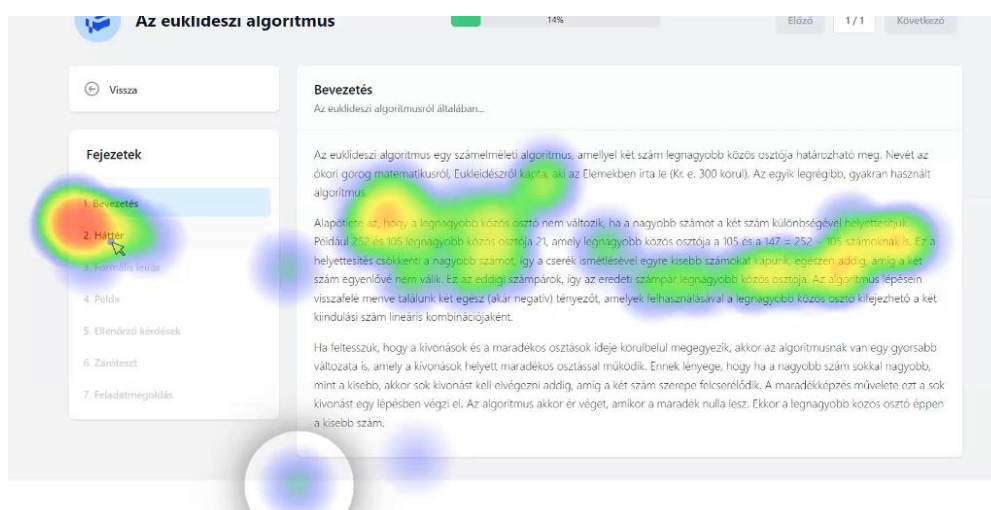 Az euklideszi algoritmus
14%
Előző
1 / 1
Következő
Vissza
Fejezetek
1. Bevezetés
2. Háttér
3. Formális leírás
4. Példa
5. Ellenőrző kérdések
6. Záróteszt
7. Feladatmegoldás
Bevezetés
Az euklideszi algoritmusról általában...
Az euklideszi algoritmus egy számelméleti algoritmus, amellyel két szám legnagyobb közös osztója határozható meg. Nevét az
ókori görög matematikusról, Eukleidészről kapta, aki az Elemekben írta le (Kr. e. 300 körül). Az egyik legrégibb, gyakran használt
algoritmus.
Alapötlete az, hogy a legnagyobb közös osztó nem változik, ha a nagyobb számot a két szám különbségével helyettesítjük.
Például 252 és 105 legnagyobb közös osztója 21, amely legnagyobb közös osztója a 105 és a 147 = 252 – 105 számoknak is. Ez a
helyettesítés csökkenti a nagyobb számot, így a cserék ismétlésével egyre kisebb számokat kapunk, egészen addig, amíg a két
szám egyenlővé nem válik. Ez az eddigi számpárok, így az eredeti számpár legnagyobb közös osztója. Az algoritmus lépésein
visszafelé menve találunk két egész (akár negatív) tényezőt, amelyek felhasználásával a legnagyobb közös osztó kifejezhető a két
kiindulási szám lineáris kombinációjaként.
Ha feltesszük, hogy a kivonások és a maradékos osztások ideje körülbelül megegyezik, akkor az algoritmusnak van egy gyorsabb
változata is, amely a kivonások helyett maradékos osztással működik. Ennek lényege, hogy ha a nagyobb szám sokkal nagyobb,
mint a kisebb, akkor sok kivonást kell elvégezni addig, amíg a két szám szerepe felcserélődik. A maradékképzés művelete ezt a sok
kivonást egy lépésben végzi el. Az algoritmus akkor ér véget, amikor a maradék nulla lesz. Ekkor a legnagyobb közös osztó éppen
a kisebb szám.